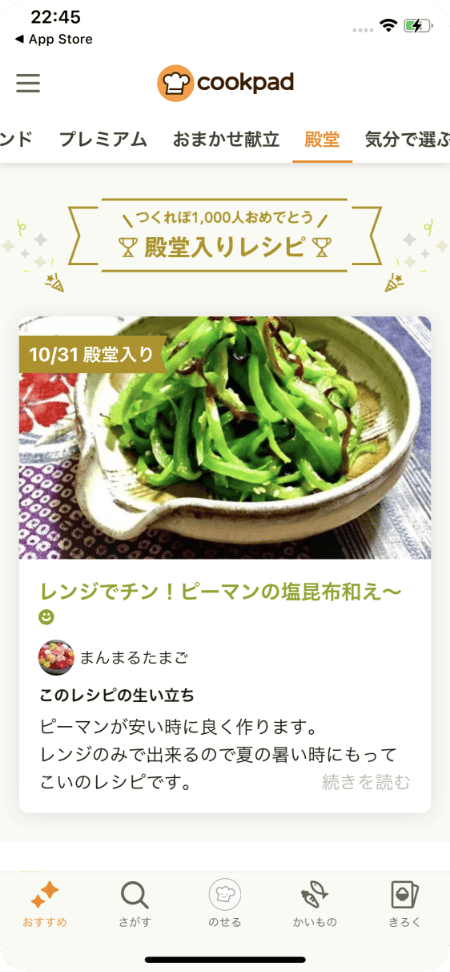 22:45
◀ App Store
cookpad
ンド プレミアム おまかせ献立 殿堂 気分で選ぶ
つくれぽ1,000人おめでとう
殿堂入りレシピ
10/31 殿堂入り
レンジでチン！ピーマンの塩昆布和え〜
まんまるたまご
このレシピの生い立ち
ピーマンが安い時に良く作ります。
レンジのみで出来るので夏の暑い時にもって
こいのレシピです。 続きを読む
おすすめ さがす のせる かいもの きろく